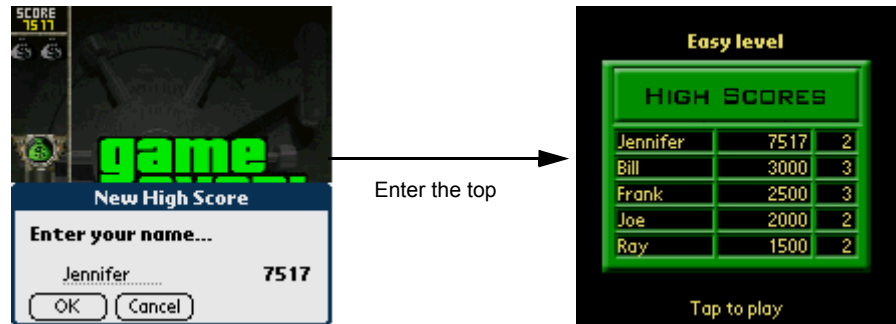 SCORE
7517
game
over!
New High Score
Enter your name...
Jennifer 7517
OK Cancel
Enter the top
Easy level
HIGH SCORES
Jennifer 7517 2
Bill 3000 3
Frank 2500 3
Joe 2000 2
Ray 1500 2
Tap to play